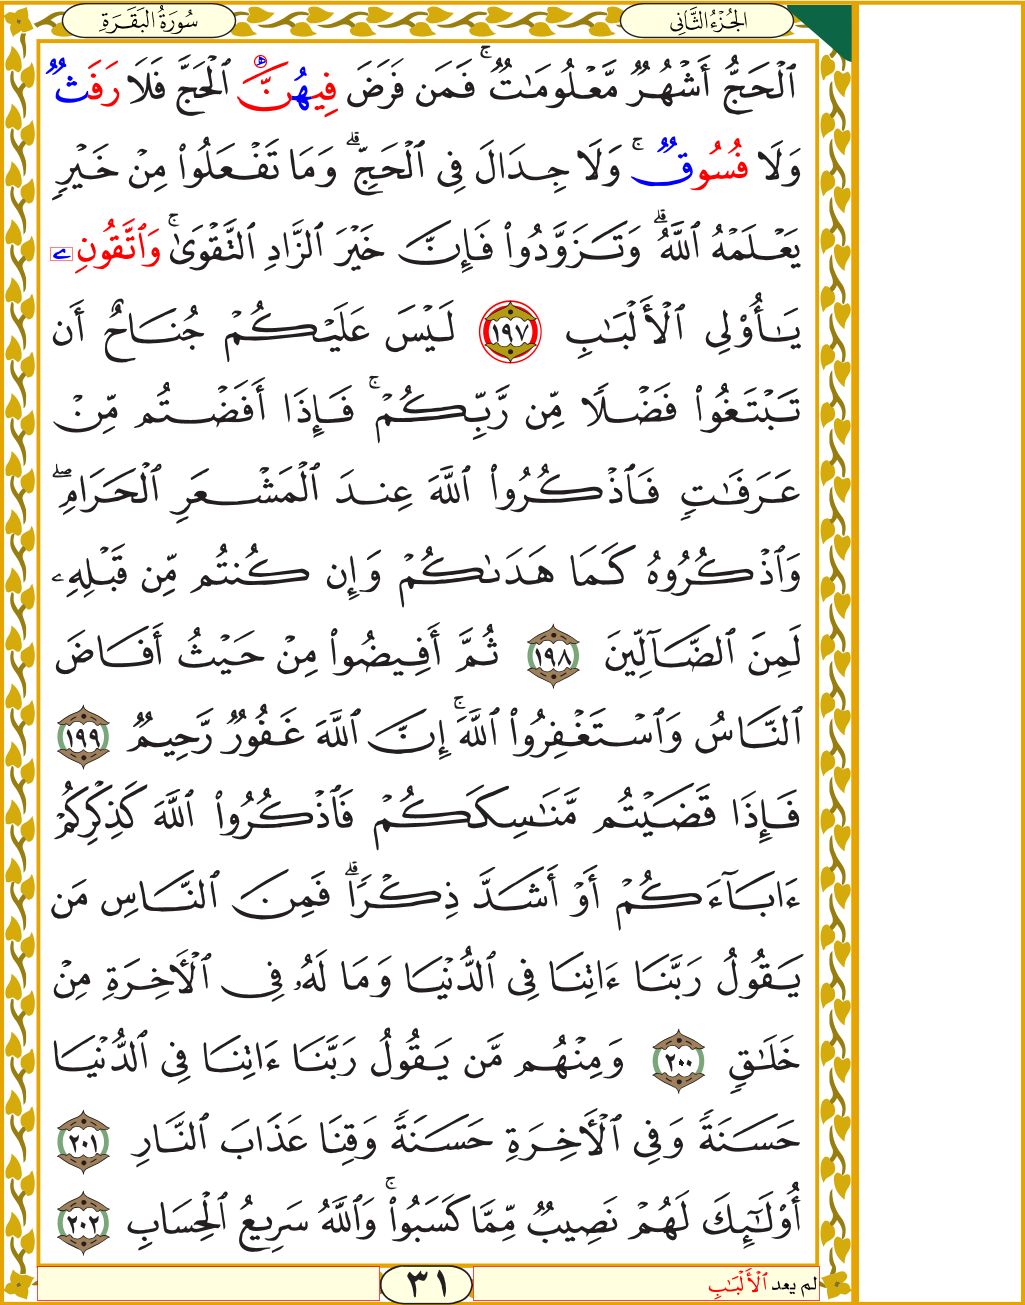 الجُزْءُ الثَّانِي
سُورَةُ البَقَرَةِ
ٱلْحَجُّ أَشْهُرٌ مَّعْلُومَـٰتٌ ۚ فَمَن فَرَضَ فِيهِنَّ ٱلْحَجَّ فَلَا رَفَثٌ
وَلَا فُسُوقٌ ۚ وَلَا جِدَالَ فِى ٱلْحَجِّ ۗ وَمَا تَفْعَلُوا۟ مِنْ خَيْرٍ
يَعْلَمْهُ ٱللَّهُ ۗ وَتَزَوَّدُوا۟ فَإِنَّ خَيْرَ ٱلزَّادِ ٱلتَّقْوَىٰ ۚ وَٱتَّقُونِۦ
يَـٰٓأُو۟لِى ٱلْأَلْبَـٰبِ ١٩٧ لَيْسَ عَلَيْكُمْ جُنَاحٌ أَن
تَبْتَغُوا۟ فَضْلًا مِّن رَّبِّكُمْ ۚ فَإِذَا أَفَضْتُم مِّنْ
عَرَفَـٰتٍ فَٱذْكُرُوا۟ ٱللَّهَ عِندَ ٱلْمَشْعَرِ ٱلْحَرَامِ ۖ
وَٱذْكُرُوهُ كَمَا هَدَىٰكُمْ وَإِن كُنتُم مِّن قَبْلِهِۦ
لَمِنَ ٱلضَّآلِّينَ ١٩٨ ثُمَّ أَفِيضُوا۟ مِنْ حَيْثُ أَفَاضَ
ٱلنَّاسُ وَٱسْتَغْفِرُوا۟ ٱللَّهَ ۚ إِنَّ ٱللَّهَ غَفُورٌ رَّحِيمٌ ١٩٩
فَإِذَا قَضَيْتُم مَّنَـٰسِكَكُمْ فَٱذْكُرُوا۟ ٱللَّهَ كَذِكْرِكُمْ
ءَابَآءَكُمْ أَوْ أَشَدَّ ذِكْرًا ۗ فَمِنَ ٱلنَّاسِ مَن
يَقُولُ رَبَّنَا ءَاتِنَا فِى ٱلدُّنْيَا وَمَا لَهُۥ فِى ٱلْأَخِرَةِ مِنْ
خَلَـٰقٍ ٢٠٠ وَمِنْهُم مَّن يَقُولُ رَبَّنَا ءَاتِنَا فِى ٱلدُّنْيَا
حَسَنَةً وَفِى ٱلْأَخِرَةِ حَسَنَةً وَقِنَا عَذَابَ ٱلنَّارِ ٢٠١
أُو۟لَـٰٓئِكَ لَهُمْ نَصِيبٌ مِّمَّا كَسَبُوا۟ ۚ وَٱللَّهُ سَرِيعُ ٱلْحِسَابِ ٢٠٢
لم يعد ٱلْأَلْبَـٰبِ
٣١